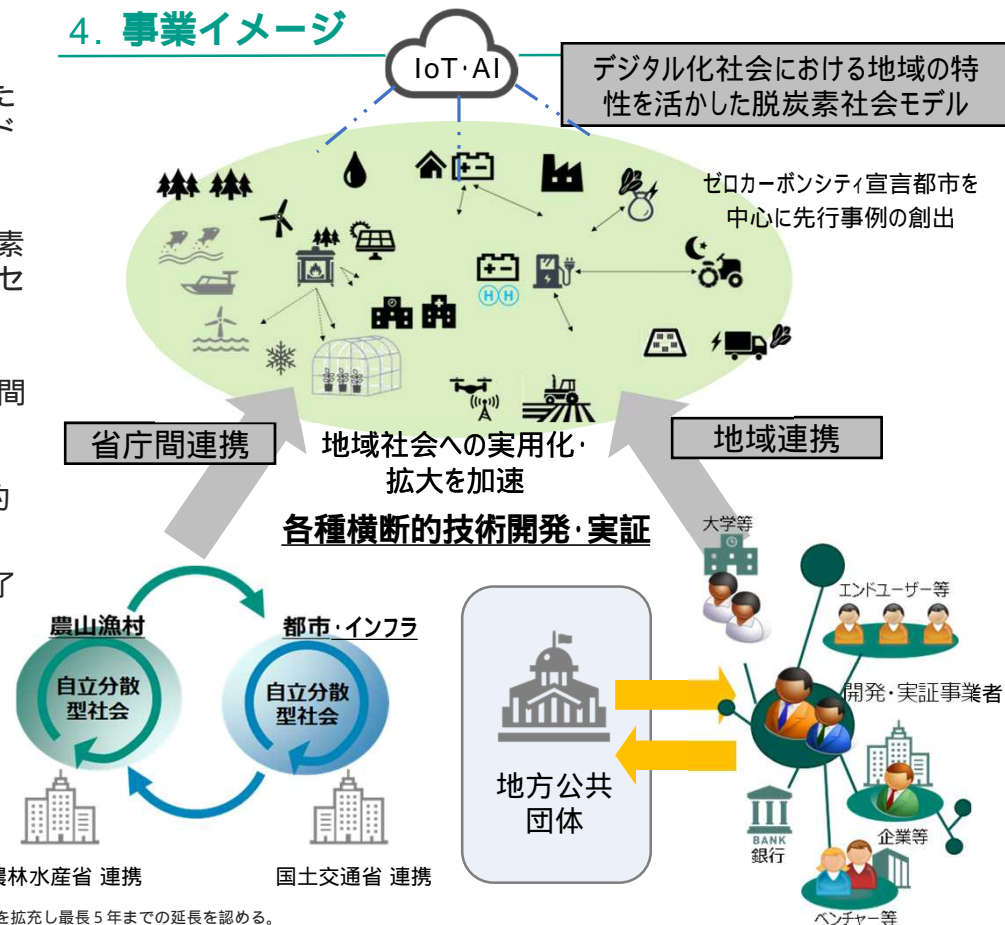 4. 事業イメージ
IoT・AI
デジタル化社会における地域の特
性を活かした脱炭素社会モデル
た
ド
素
セ
間
的
了
ゼロカーボンシティ宣言都市を
中心に先行事例の創出
H H
省庁間連携
地域社会への実用化・
拡大を加速
地域連携
各種横断的技術開発・実証
農山漁村
自立分散
型社会
都市・インフラ
自立分散
型社会
農林水産省 連携
国土交通省 連携
地方公共
団体
大学等
エンドユーザー等
開発・実証事業者
BANK
銀行
企業等
ベンチャー等
を拡充し最長5年までの延長を認める。